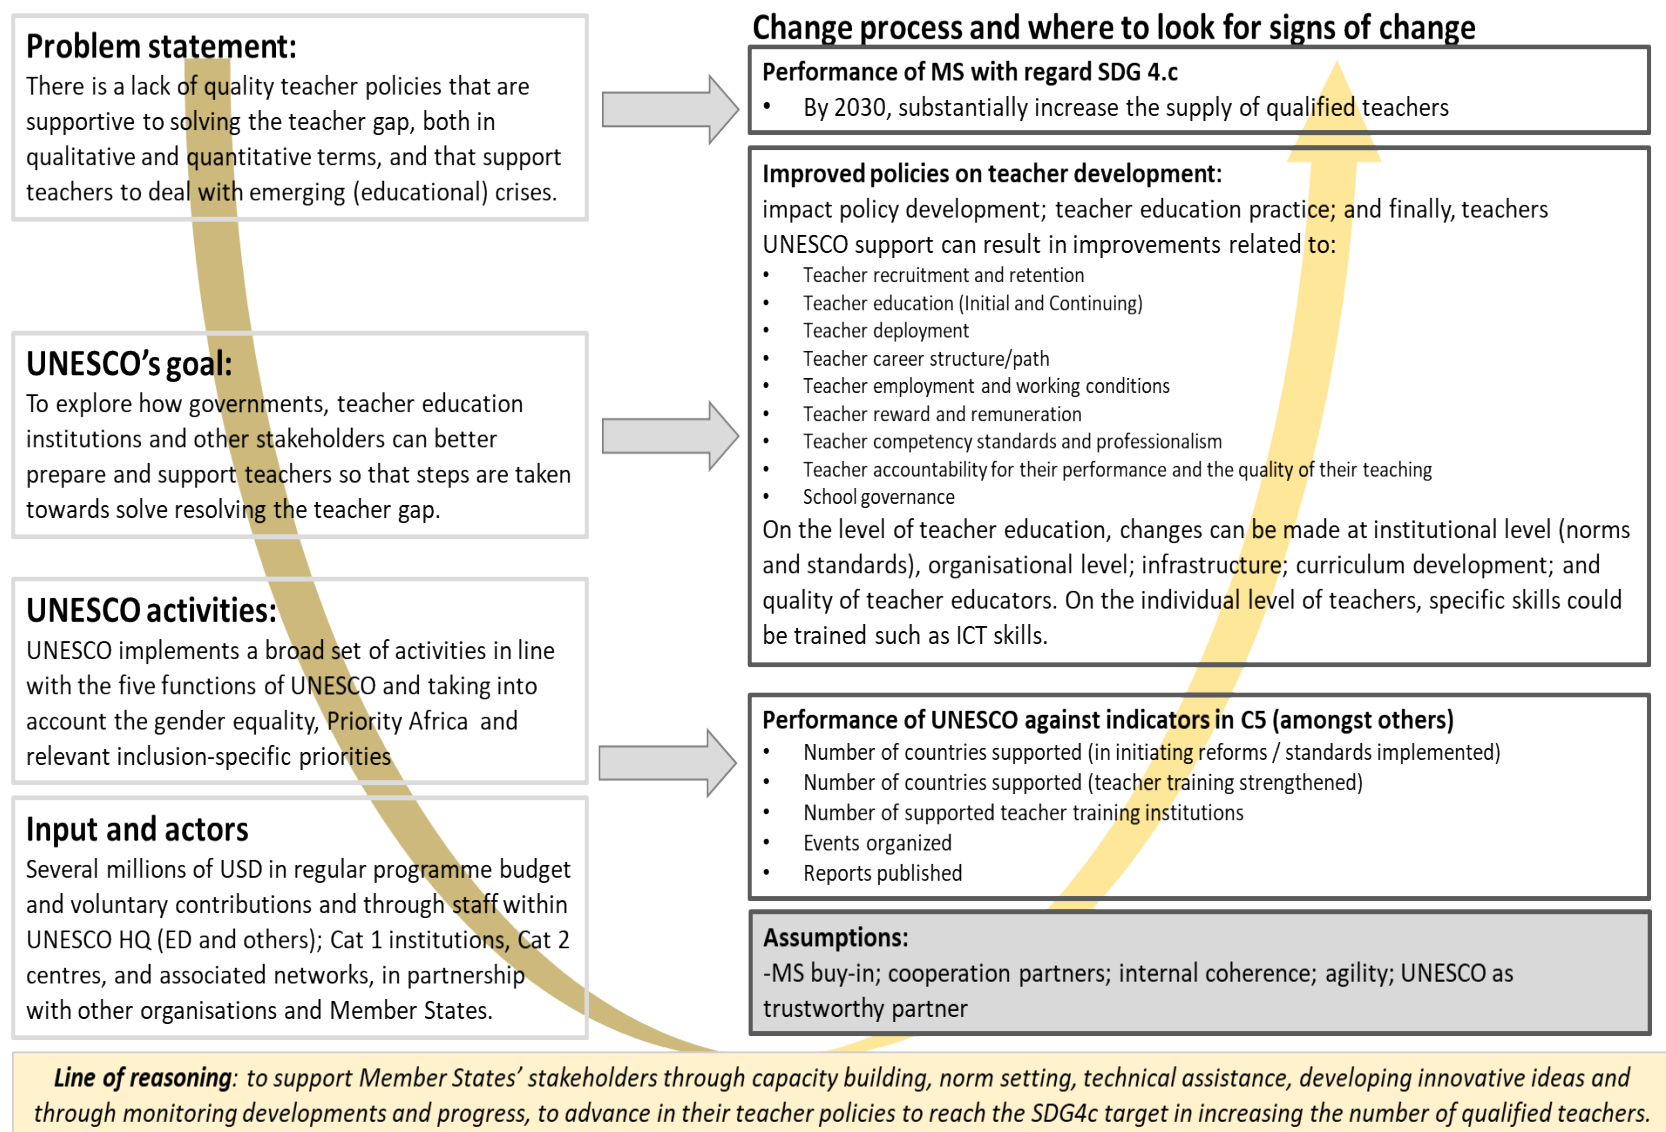 Problem statement:
There is a lack of quality teacher policies that are
supportive to solving the teacher gap, both in
qualitative and quantitative terms, and that support
teachers to deal with emerging (educational) crises.
UNESCO's goal:
To explore how governments, teacher education
institutions and other stakeholders can better
prepare and support teachers so that steps are taken
towards solve resolving the teacher gap.
UNESCO activities:
UNESCO implements a broad set of activities in line
with the five functions of UNESCO and taking into
account the gender equality, Priority Africa and
relevant inclusion-specific priorities
Input and actors
Several millions of USD in regular programme budget
and voluntary contributions and through staff within
UNESCO HQ (ED and others); Cat 1 institutions, Cat 2
centres, and associated networks, in partnership
with other organisations and Member States.
Change process and where to look for signs of change
Performance of MS with regard SDG 4.c
• By 2030, substantially increase the supply of qualified teachers
Improved policies on teacher development:
impact policy development; teacher education practice; and finally, teachers
UNESCO support can result in improvements related to:
• Teacher recruitment and retention
• Teacher education (Initial and Continuing)
• Teacher deployment
• Teacher career structure/path
• Teacher employment and working conditions
• Teacher reward and remuneration
• Teacher competency standards and professionalism
• Teacher accountability for their performance and the quality of their teaching
• School governance
On the level of teacher education, changes can be made at institutional level (norms
and standards), organisational level; infrastructure; curriculum development; and
quality of teacher educators. On the individual level of teachers, specific skills could
be trained such as ICT skills.
Performance of UNESCO against indicators in C5 (amongst others)
• Number of countries supported (in initiating reforms / standards implemented)
• Number of countries supported (teacher training strengthened)
• Number of supported teacher training institutions
• Events organized
• Reports published
Assumptions:
-MS buy-in; cooperation partners; internal coherence; agility; UNESCO as
trustworthy partner
Line of reasoning: to support Member States' stakeholders through capacity building, norm setting, technical assistance, developing innovative ideas and
through monitoring developments and progress, to advance in their teacher policies to reach the SDG4c target in increasing the number of qualified teachers.